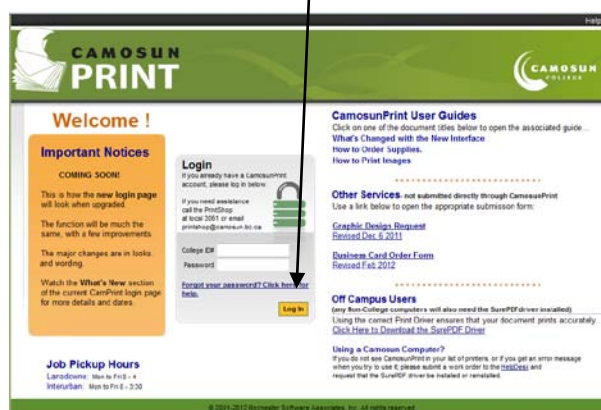 Help
CAMOSUN
PRINT
CAMOSUN
COLLEGE
Welcome !
Important Notices
COMING SOON!
This is how the new login page
will look when upgraded.
The function will be much the
same, with a few improvements
The major changes are in looks
and wording.
Watch the What's New section
of the current CamPrint login page
for more details and dates.
Job Pickup Hours
Lansdowne: Mon to Fri 8 - 4
Interurban: Mon to Fri 8 - 3:30
Login
If you already have a CamosunPrint
account, please log in below.
If you need assistance
call the PrintShop
at local 3061 or email
printshop@camosun.bc.ca
College ID#
Password
Forgot your password? Click here for
help.
Log In
CamosunPrint User Guides
Click on one of the document titles below to open the associated guide...
What's Changed with the New Interface
How to Order Supplies.
How to Print Images
Other Services- not submitted directly through CamosunPrint
Use a link below to open the appropriate submisson form:
Graphic Design Request
Revised Dec 6 2011
Business Card Order Form
Revised Feb 2012
Off Campus Users
(any Non-College computers will also need the SurePDF driver installed)
Using the correct Print Driver ensures that your document prints accurately.
Click Here to Download the SurePDF Driver
Using a Camosun Computer?
If you do not see CamosunPrint in your list of printers, or if you get an error message
when you try to use it, please submit a work order to the HelpDesk and
request that the SurePDF driver be installed or reinstalled.
© 2011-2012 Rochester Software Associates, Inc. All rights reserved